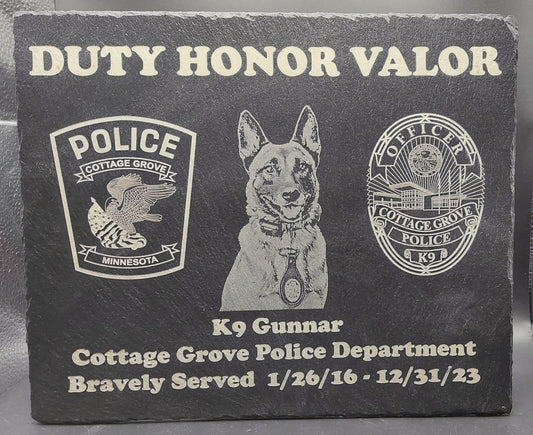 DUTY HONOR VALOR
POLICE
COTTAGE GROVE
MINNESOTA
OFFICER
COTTAGE GROVE
POLICE
K9
K9 Gunnar
Cottage Grove Police Department
Bravely Served 1/26/16 - 12/31/23